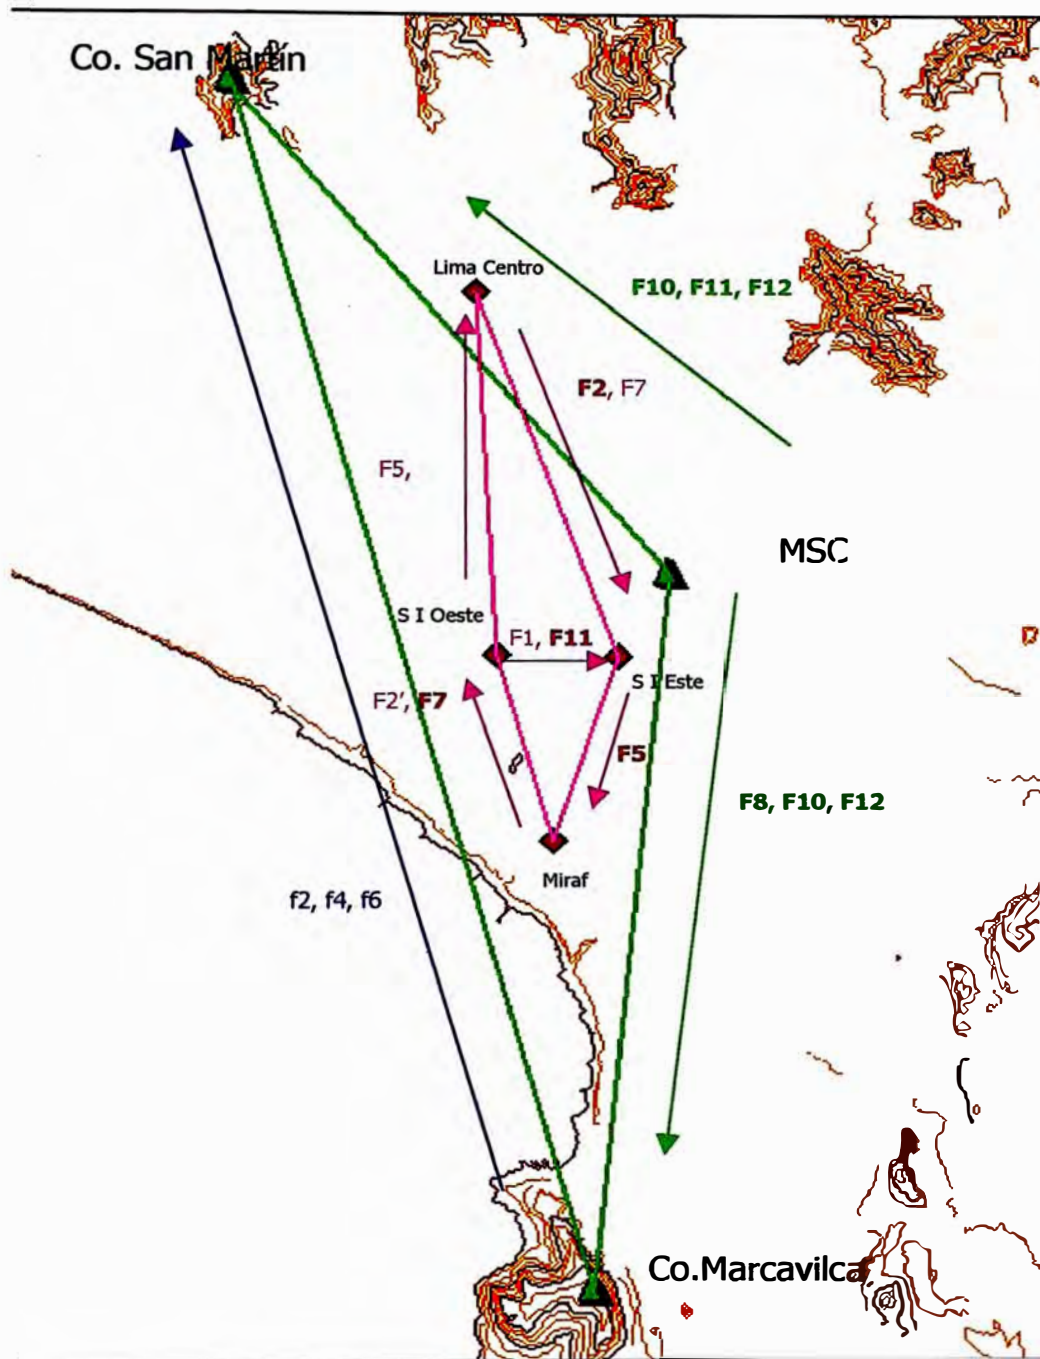 Co. San Martín
Lima Centro
F10, F11, F12
F2, F7
F5,
MSC
S I Oeste
F1, F11
S I Este
F2', F7
F5
F8, F10, F12
Miraf
f2, f4, f6
Co.Marcavilca